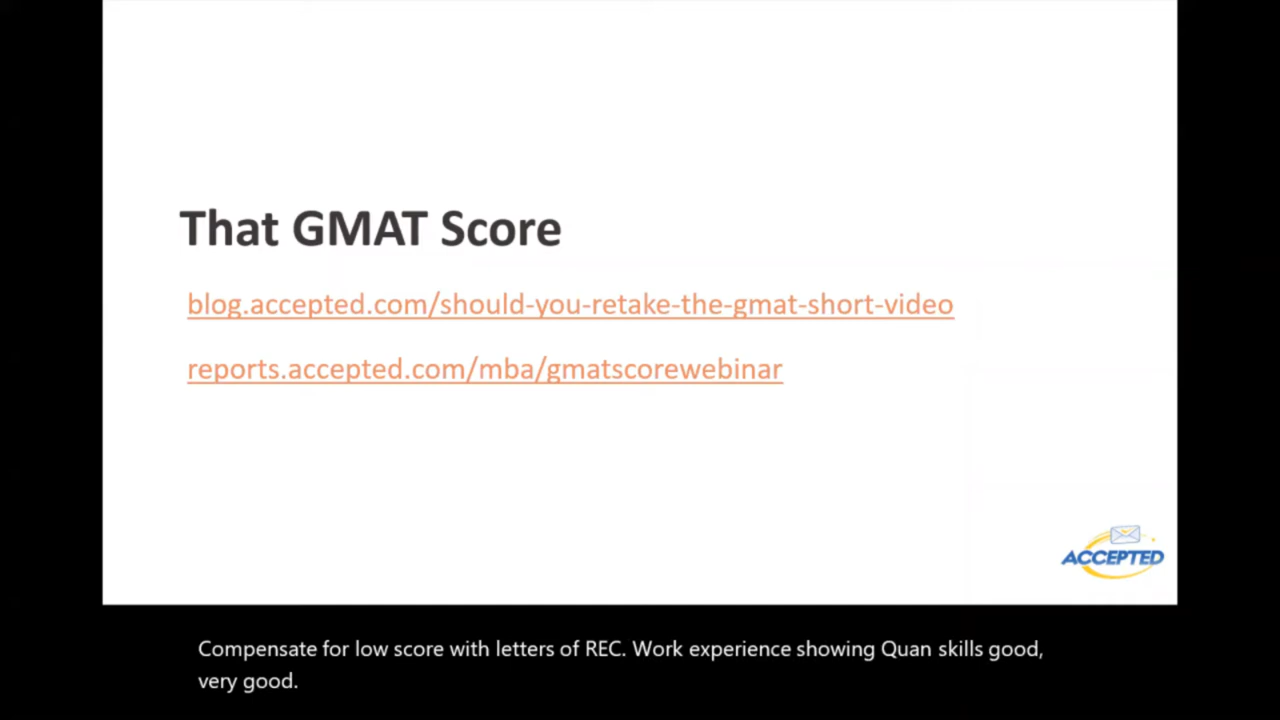 That GMAT Score
blog.accepted.com/should-you-retake-the-gmat-short-video
reports.accepted.com/mba/gmatscorewebinar
ACCEPTED
Compensate for low score with letters of REC. Work experience showing Quan skills good,
very good.